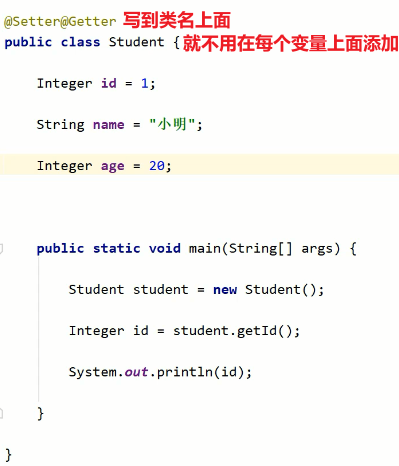 @Setter@Getter 写到类名上面
public class Student { 就不用在每个变量上面添加
Integer id = 1;
String name = "小明";
Integer age = 20;
public static void main(String[] args) {
Student student = new Student();
Integer id = student.getId();
System.out.println(id);
}
}